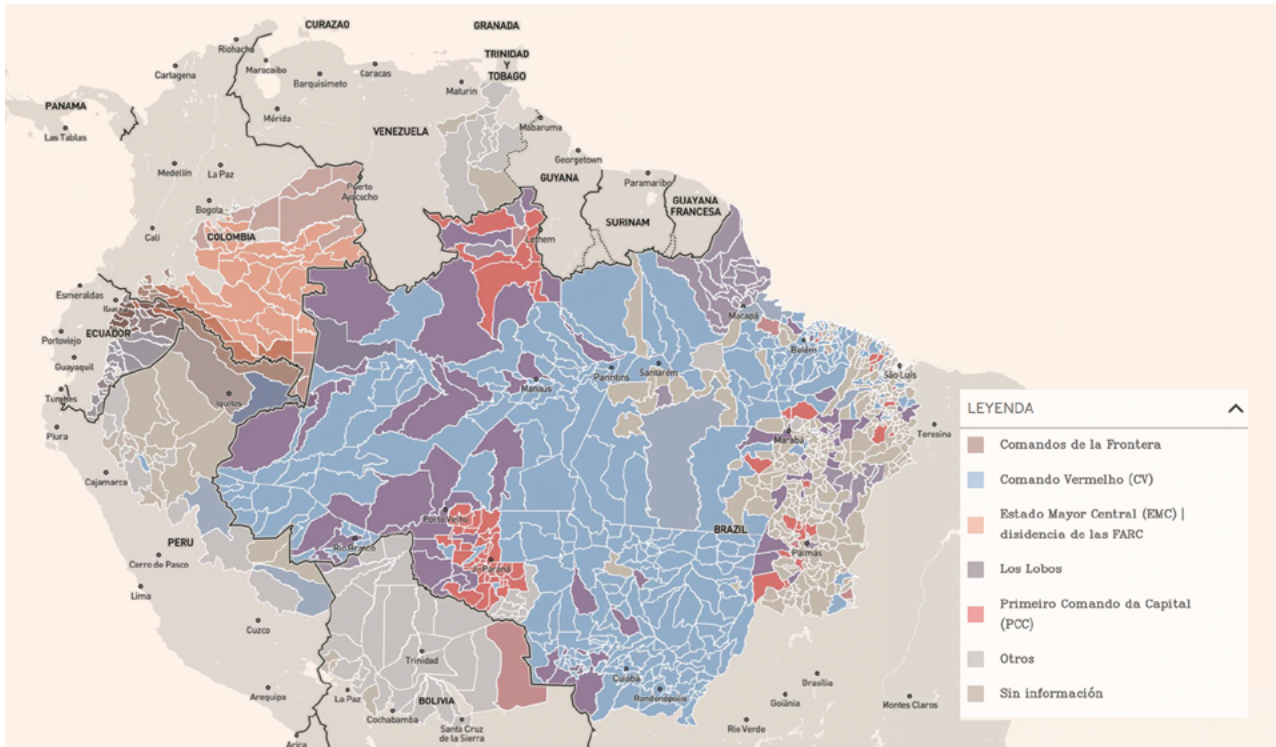 CURAZAO
GRANADA
Riohacha
Maracaibo
Caracas
TRINIDAD
Y
TOBAGO
Cartagena
Barquisimeto
Maturin
PANAMA
Las Tablas
Mérida
VENEZUELA
Mabaruma
Georgetown
Medellín
La Paz
Puerto
Ayacucho
GUYANA
Paramaribo
SURINAM
GUAYANA
FRANCESA
Bogota
Cali
COLOMBIA
Lethem
Esmeraldas
ECUADOR
Portoviejo
Guayaquil
Macapá
Belém
São Luís
Tumbes
Iquitos
Manaus
Parintins
Santarém
Piura
Marabá
Teresina
Cajamarca
Porto Velho
BRAZIL
PERU
Rio Branco
Palmas
Cerro de Pasco
Ji-Paraná
Lima
Cuzco
Trinidad
Cuiabá
Brasília
Arequipa
La Paz
BOLIVIA
Rondonópolis
Goiânia
Montes Claros
Cochabamba
Santa Cruz
de la Sierra
Rio Verde
Arica
LEYENDA
Comandos de la Frontera
Comando Vermelho (CV)
Estado Mayor Central (EMC) |
disidencia de las FARC
Los Lobos
Primeiro Comando da Capital
(PCC)
Otros
Sin información